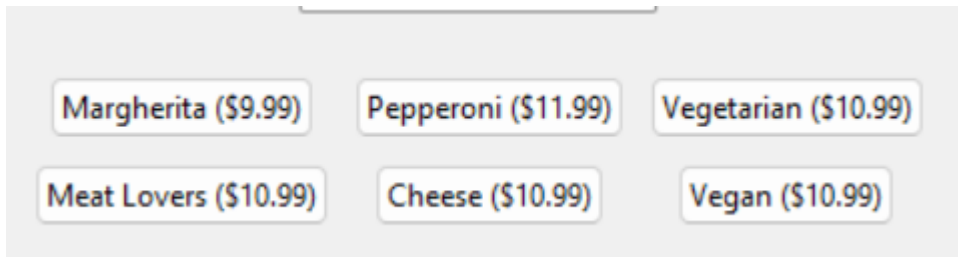 Margherita ($9.99) Pepperoni ($11.99) Vegetarian ($10.99)
Meat Lovers ($10.99) Cheese ($10.99) Vegan ($10.99)